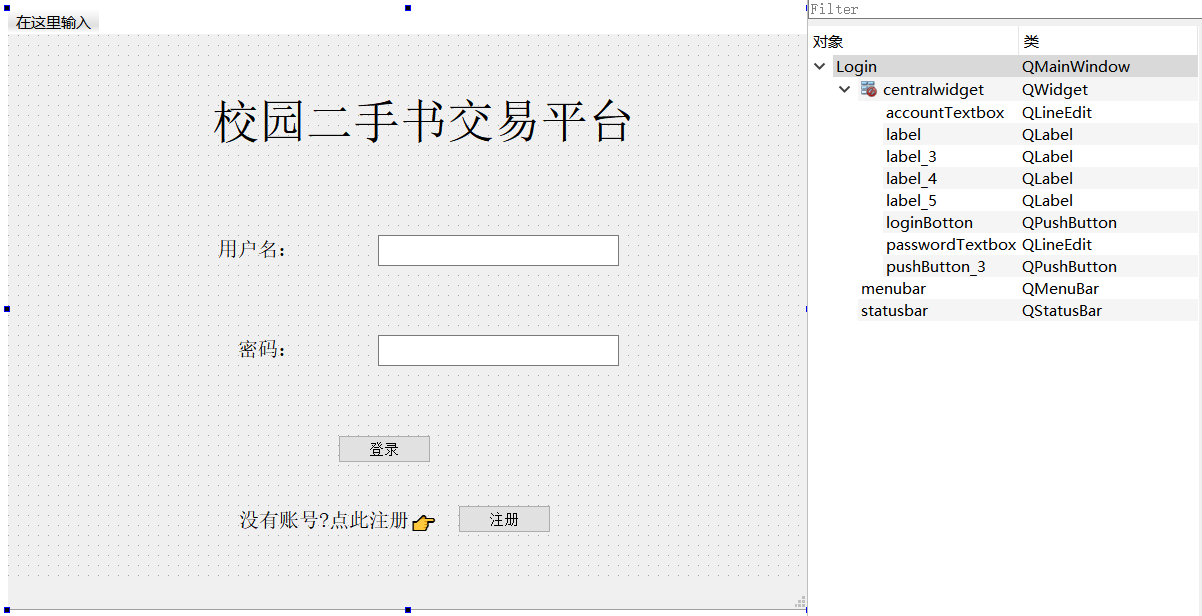 在这里输入
校园二手书交易平台
用户名：
密码：
登录
没有账号?点此注册👉
注册
Filter
对象 类
Login QMainWindow
centralwidget QWidget
accountTextbox QLineEdit
label QLabel
label_3 QLabel
label_4 QLabel
label_5 QLabel
loginBotton QPushButton
passwordTextbox QLineEdit
pushButton_3 QPushButton
menubar QMenuBar
statusbar QStatusBar